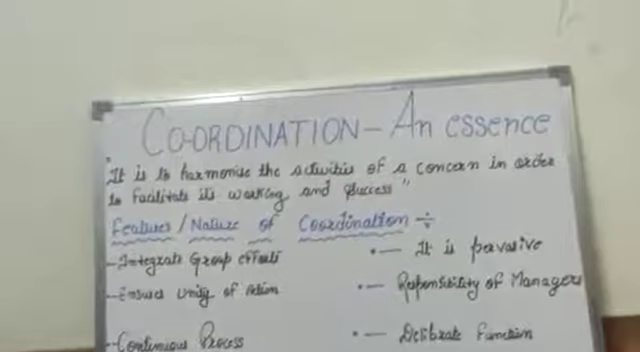 CO-ORDINATION - An essence
"It is to harmonise the activities of a concern in order
to facilitate its working and success"
Features / Nature of Coordination :-
- Integrate Group efforts
•— It is pervasive
- Ensures unity of Action
•— Responsibility of Managers
- Continuous Process
•— Delibrate Function